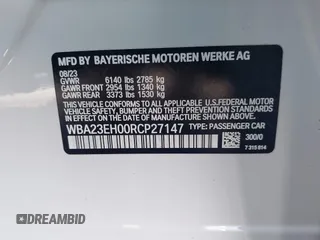 MFD. BY BAYERISCHE MOTOREN WERKE AG
08/23
GVWR 6140 lbs 2785 kg
GAWR FRONT 2954 lbs 1340 kg
GAWR REAR 3373 lbs 1530 kg
THIS VEHICLE CONFORMS TO ALL APPLICABLE U.S. FEDERAL MOTOR VEHICLE SAFETY, BUMPER, AND THEFT PREVENTION STANDARDS IN EFFECT ON THE DATE OF MANUFACTURE SHOWN ABOVE.
WBA23EH00RCP27147 TYPE: PASSENGER CAR
300/0
7 315 014
DREAMBID